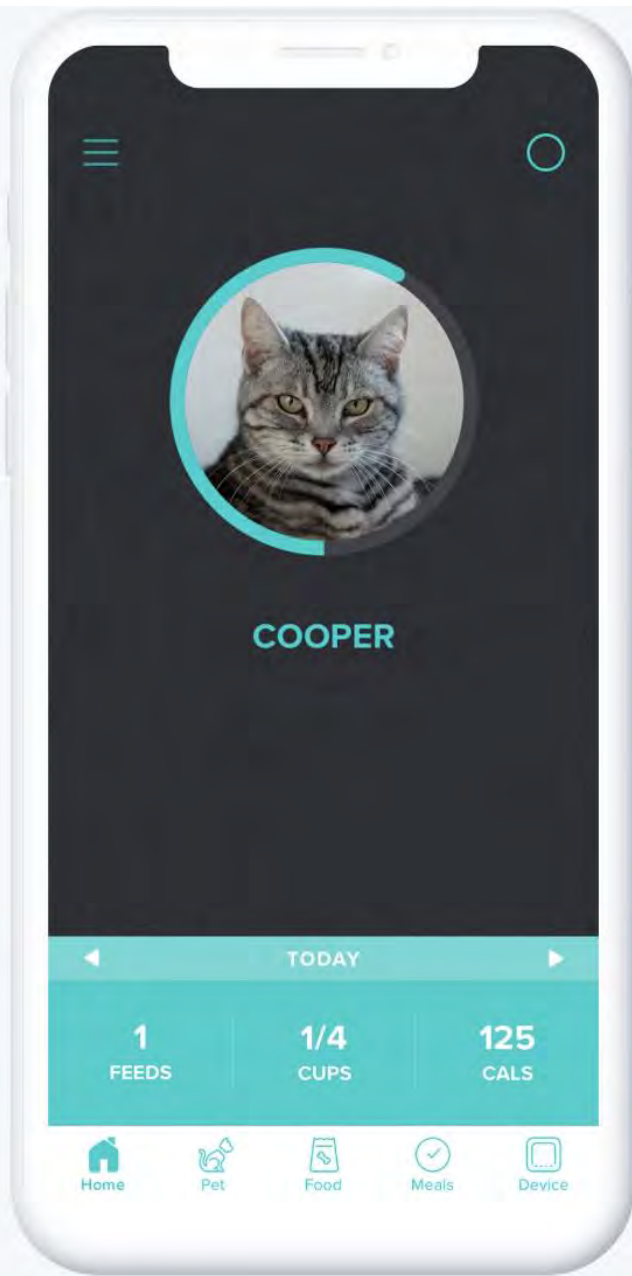 COOPER
TODAY
1 1/4 125
FEEDS CUPS CALS
Home Pet Food Meals Device